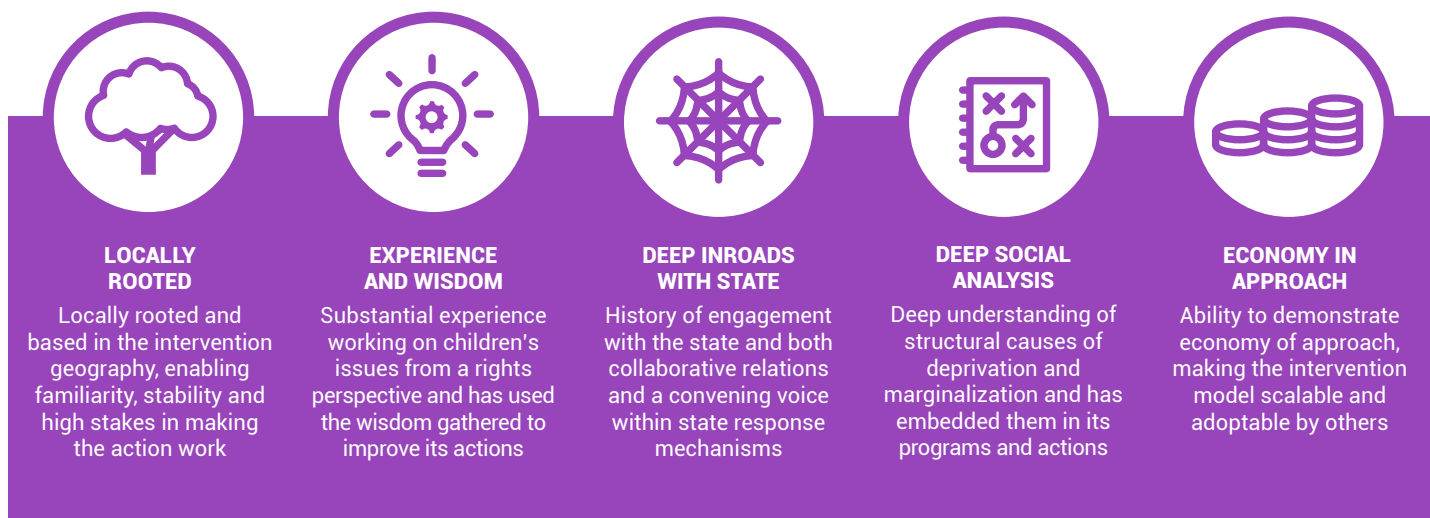 LOCALLY
ROOTED
Locally rooted and
based in the intervention
geography, enabling
familiarity, stability and
high stakes in making
the action work
EXPERIENCE
AND WISDOM
Substantial experience
working on children's
issues from a rights
perspective and has used
the wisdom gathered to
improve its actions
DEEP INROADS
WITH STATE
History of engagement
with the state and both
collaborative relations
and a convening voice
within state response
mechanisms
DEEP SOCIAL
ANALYSIS
Deep understanding of
structural causes of
deprivation and
marginalization and has
embedded them in its
programs and actions
ECONOMY IN
APPROACH
Ability to demonstrate
economy of approach,
making the intervention
model scalable and
adoptable by others